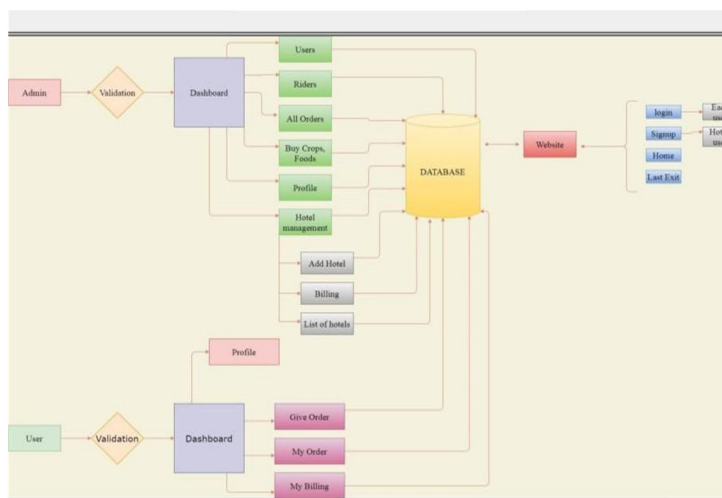 Users
Riders
Admin
Validation
Dashboard
All Orders
Buy Crops,
Foods
Profile
Hotel
management
Add Hotel
Billing
List of hotels
DATABASE
Website
login
Signup
Home
Last Exit
Profile
User
Validation
Dashboard
Give Order
My Order
My Billing